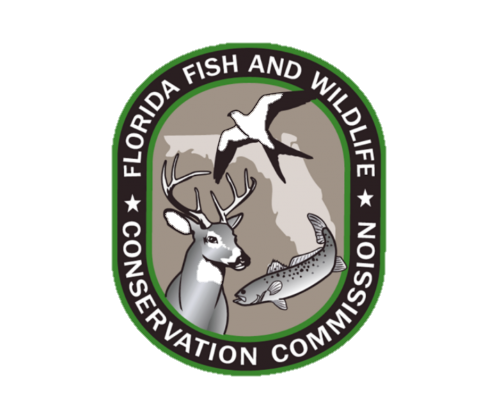 FLORIDA FISH AND WILDLIFE
CONSERVATION COMMISSION